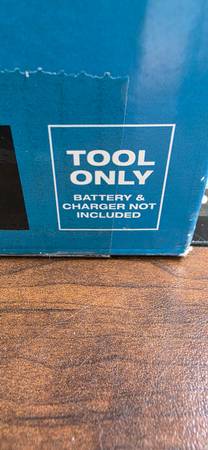 TOOL
ONLY
BATTERY &
CHARGER NOT
INCLUDED